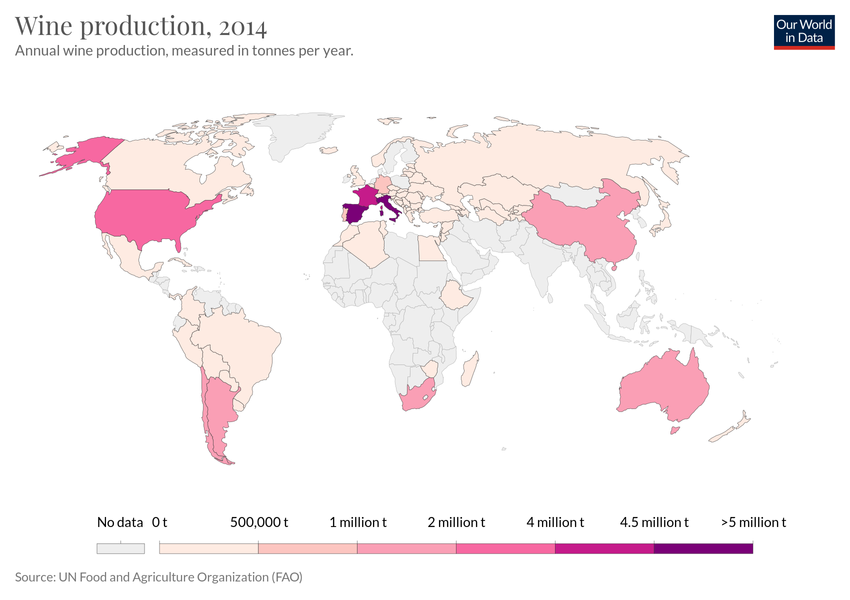 Wine production, 2014
Annual wine production, measured in tonnes per year.
Our World
in Data
No data
0 t
500,000 t
1 million t
2 million t
4 million t
4.5 million t
>5 million t
Source: UN Food and Agriculture Organization (FAO)